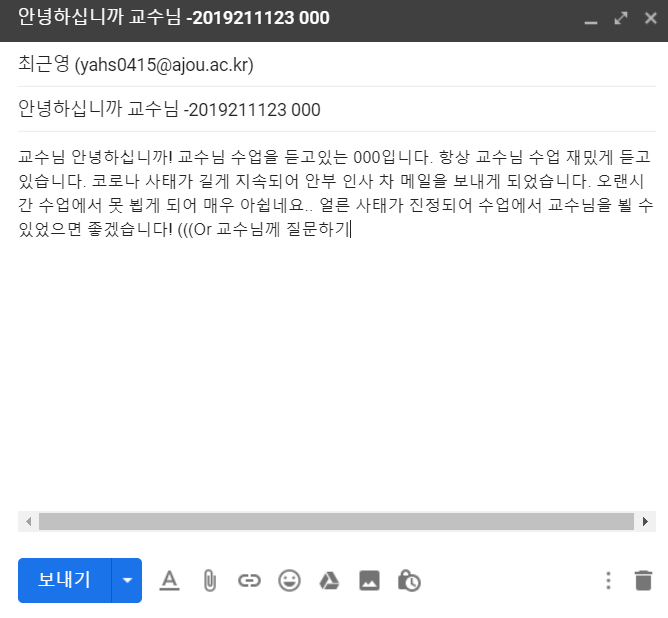 안녕하십니까 교수님 -2019211123 000
최근영 (yahs0415@ajou.ac.kr)
안녕하십니까 교수님 -2019211123 000
교수님 안녕하십니까! 교수님 수업을 듣고있는 000입니다. 항상 교수님 수업 재밌게 듣고
있습니다. 코로나 사태가 길게 지속되어 안부 인사 차 메일을 보내게 되었습니다. 오랜시
간 수업에서 못 뵙게 되어 매우 아쉽네요.. 얼른 사태가 진정되어 수업에서 교수님을 뵐 수
있었으면 좋겠습니다! (((Or 교수님께 질문하기
보내기